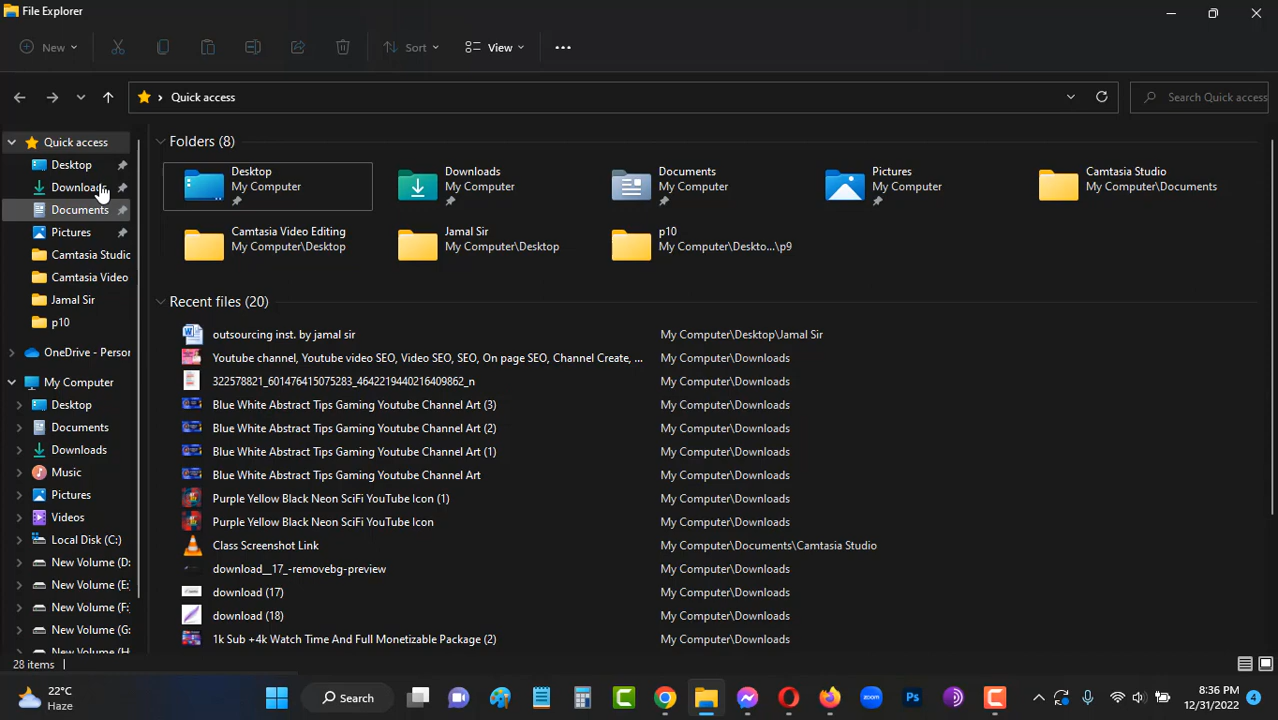 File Explorer
New
Sort
View
Quick access
Search Quick access
Quick access
Desktop
Downloads
Documents
Pictures
Camtasia Studio
Camtasia Video
Jamal Sir
p10
OneDrive - Person
My Computer
Desktop
Documents
Downloads
Music
Pictures
Videos
Local Disk (C:)
New Volume (D:
New Volume (E:
New Volume (F:
New Volume (G:
New Volume (H
Folders (8)
Desktop
My Computer
Downloads
My Computer
Documents
My Computer
Pictures
My Computer
Camtasia Studio
My Computer\Documents
Camtasia Video Editing
My Computer\Desktop
Jamal Sir
My Computer\Desktop
p10
My Computer\Deskto...\p9
Recent files (20)
outsourcing inst. by jamal sir My Computer\Desktop\Jamal Sir
Youtube channel, Youtube video SEO, Video SEO, SEO, On page SEO, Channel Create, ... My Computer\Downloads
322578821_601476415075283_4642219440216409862_n My Computer\Downloads
Blue White Abstract Tips Gaming Youtube Channel Art (3) My Computer\Downloads
Blue White Abstract Tips Gaming Youtube Channel Art (2) My Computer\Downloads
Blue White Abstract Tips Gaming Youtube Channel Art (1) My Computer\Downloads
Blue White Abstract Tips Gaming Youtube Channel Art My Computer\Downloads
Purple Yellow Black Neon SciFi YouTube Icon (1) My Computer\Downloads
Purple Yellow Black Neon SciFi YouTube Icon My Computer\Downloads
Class Screenshot Link My Computer\Documents\Camtasia Studio
download__17_-removebg-preview My Computer\Downloads
download (17) My Computer\Downloads
download (18) My Computer\Downloads
1k Sub +4k Watch Time And Full Monetizable Package (2) My Computer\Downloads
28 items
22°C
Haze
Search
zoom
Ps
8:36 PM
12/31/2022
4